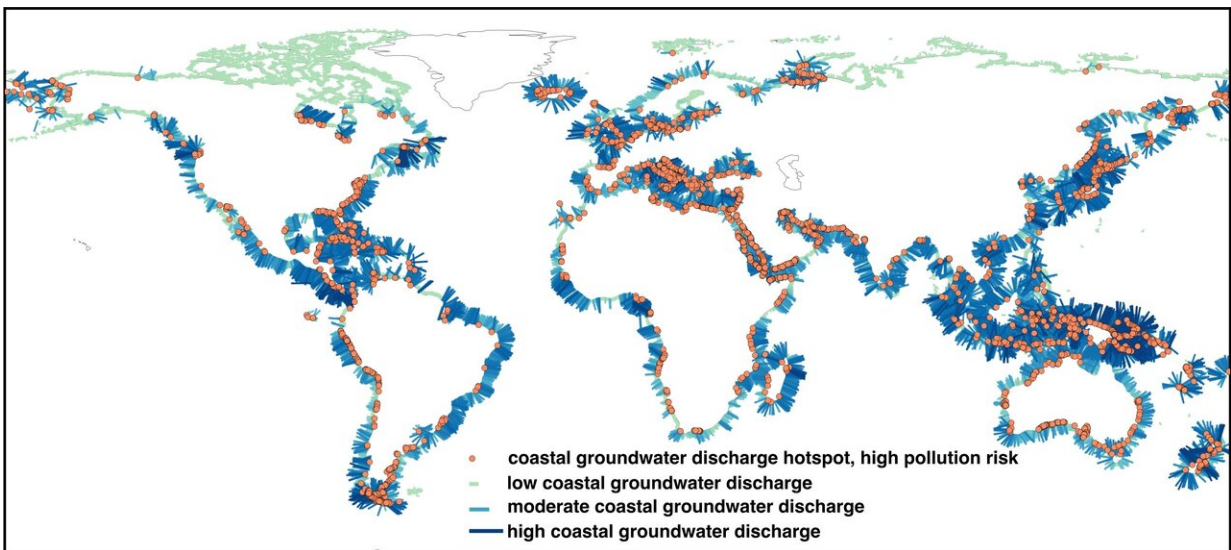 coastal groundwater discharge hotspot, high pollution risk
low coastal groundwater discharge
moderate coastal groundwater discharge
high coastal groundwater discharge